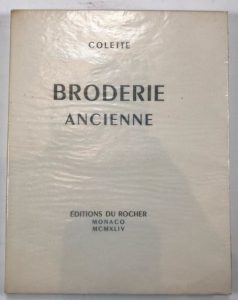 COLETTE
BRODERIE
ANCIENNE
EDITIONS DU ROCHER
MONACO
MCMXLIV